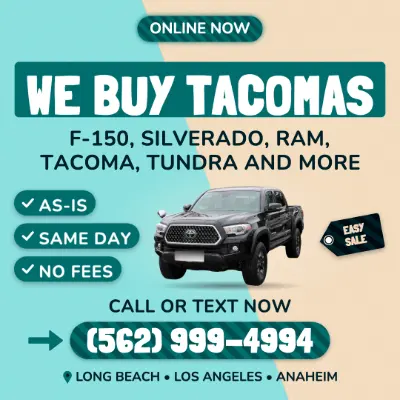 ONLINE NOW
WE BUY TACOMAS
F-150, SILVERADO, RAM,
TACOMA, TUNDRA AND MORE
AS-IS
SAME DAY
NO FEES
EASY
SALE
CALL OR TEXT NOW
(562) 999-4994
LONG BEACH • LOS ANGELES • ANAHEIM